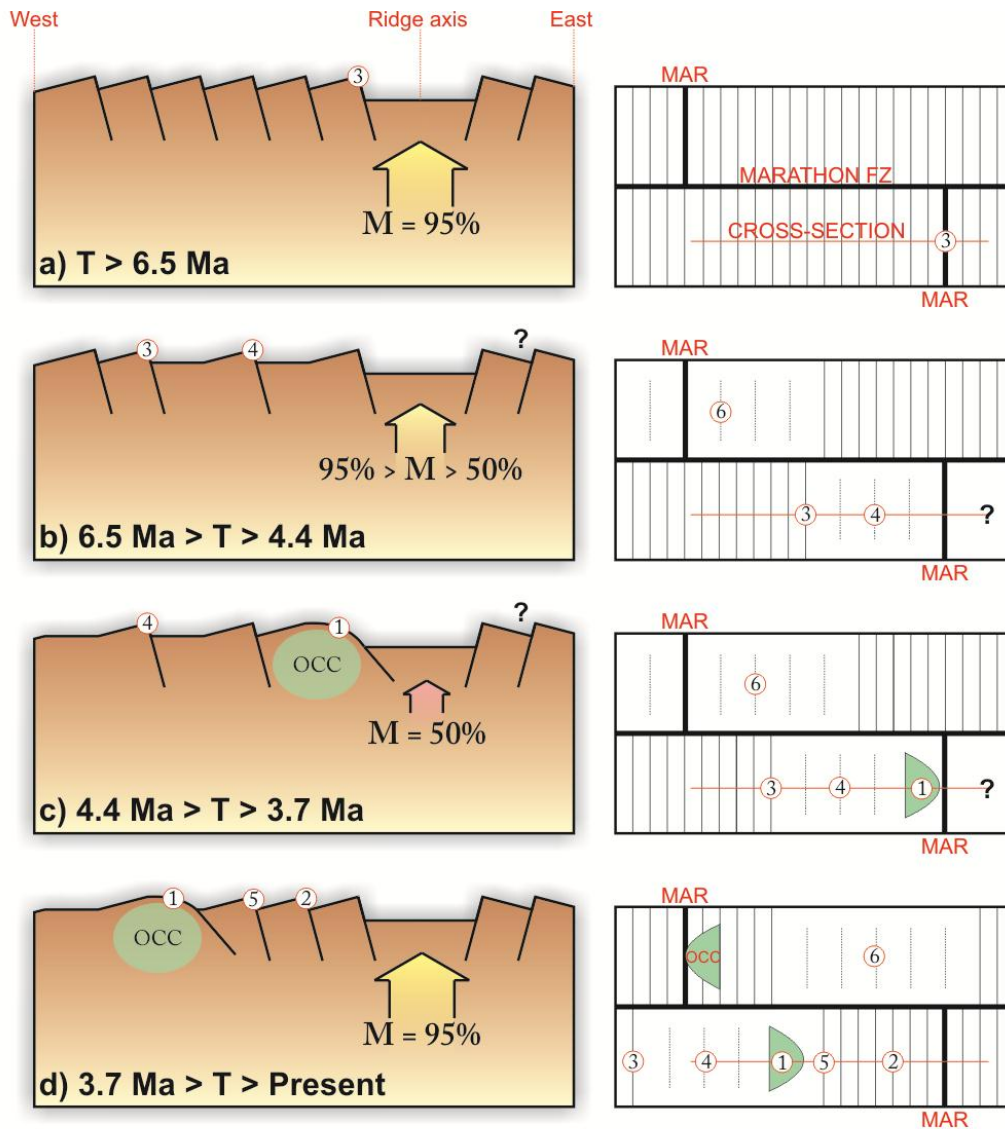 West
Ridge axis
East
3
M = 95%
a) T > 6.5 Ma
MAR
MARATHON FZ
CROSS-SECTION
3
MAR
3
4
?
95% > M > 50%
b) 6.5 Ma > T > 4.4 Ma
MAR
6
3
4
?
MAR
4
1
?
OCC
M = 50%
c) 4.4 Ma > T > 3.7 Ma
MAR
6
3
4
1
?
MAR
1
5
2
OCC
M = 95%
d) 3.7 Ma > T > Present
MAR
OCC
6
3
4
1
5
2
MAR